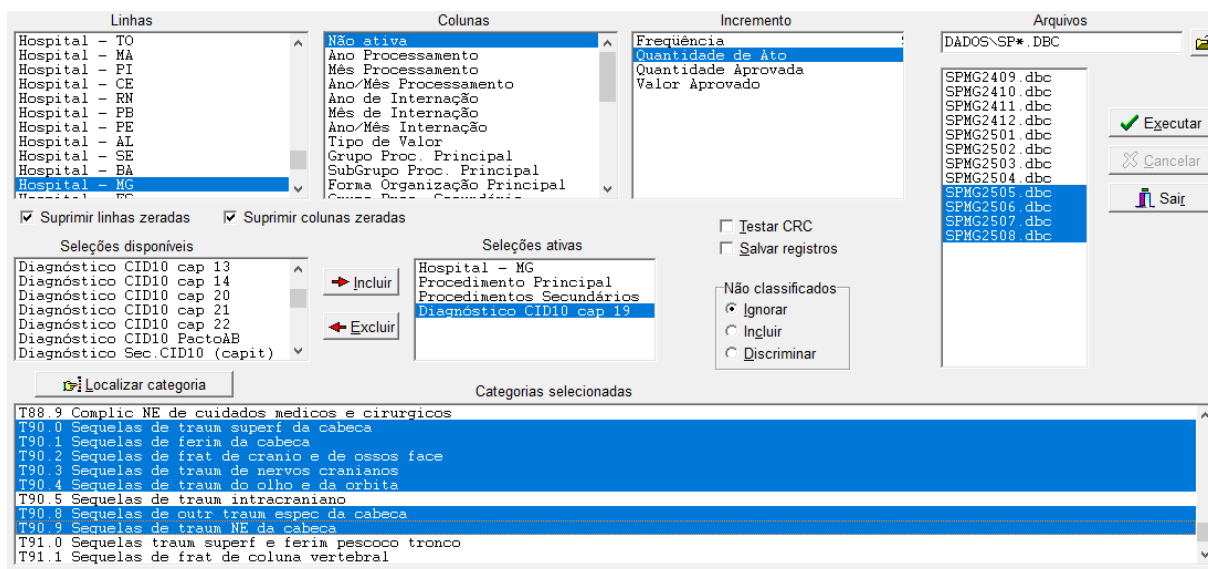 Linhas
Hospital - TO
Hospital - MA
Hospital - PI
Hospital - CE
Hospital - RN
Hospital - PB
Hospital - PE
Hospital - AL
Hospital - SE
Hospital - BA
Hospital - MG
Colunas
Não ativa
Ano Processamento
Mês Processamento
Ano/Mês Processamento
Ano de Internação
Mês de Internação
Ano/Mês Internação
Tipo de Valor
Grupo Proc. Principal
SubGrupo Proc. Principal
Forma Organização Principal
Incremento
Freqüência
Quantidade de Ato
Quantidade Aprovada
Valor Aprovado
Arquivos
DADOS\SP*.DBC
SPMG2409.dbc
SPMG2410.dbc
SPMG2411.dbc
SPMG2412.dbc
SPMG2501.dbc
SPMG2502.dbc
SPMG2503.dbc
SPMG2504.dbc
SPMG2505.dbc
SPMG2506.dbc
SPMG2507.dbc
SPMG2508.dbc
Executar
Cancelar
Sair
Suprimir linhas zeradas
Suprimir colunas zeradas
Testar CRC
Salvar registros
Seleções disponíveis
Diagnóstico CID10 cap 13
Diagnóstico CID10 cap 14
Diagnóstico CID10 cap 20
Diagnóstico CID10 cap 21
Diagnóstico CID10 cap 22
Diagnóstico CID10 PactoAB
Diagnóstico Sec.CID10 (capit)
Incluir
Excluir
Seleções ativas
Hospital - MG
Procedimento Principal
Procedimentos Secundários
Diagnóstico CID10 cap 19
Não classificados
Ignorar
Incluir
Discriminar
Localizar categoria
Categorias selecionadas
T88.9 Complic NE de cuidados medicos e cirurgicos
T90.0 Sequelas de traum superf da cabeca
T90.1 Sequelas de ferim da cabeca
T90.2 Sequelas de frat de cranio e de ossos face
T90.3 Sequelas de traum de nervos cranianos
T90.4 Sequelas de traum do olho e da orbita
T90.5 Sequelas de traum intracraniano
T90.8 Sequelas de outr traum espec da cabeca
T90.9 Sequelas de traum NE da cabeca
T91.0 Sequelas traum superf e ferim pescoco tronco
T91.1 Sequelas de frat de coluna vertebral